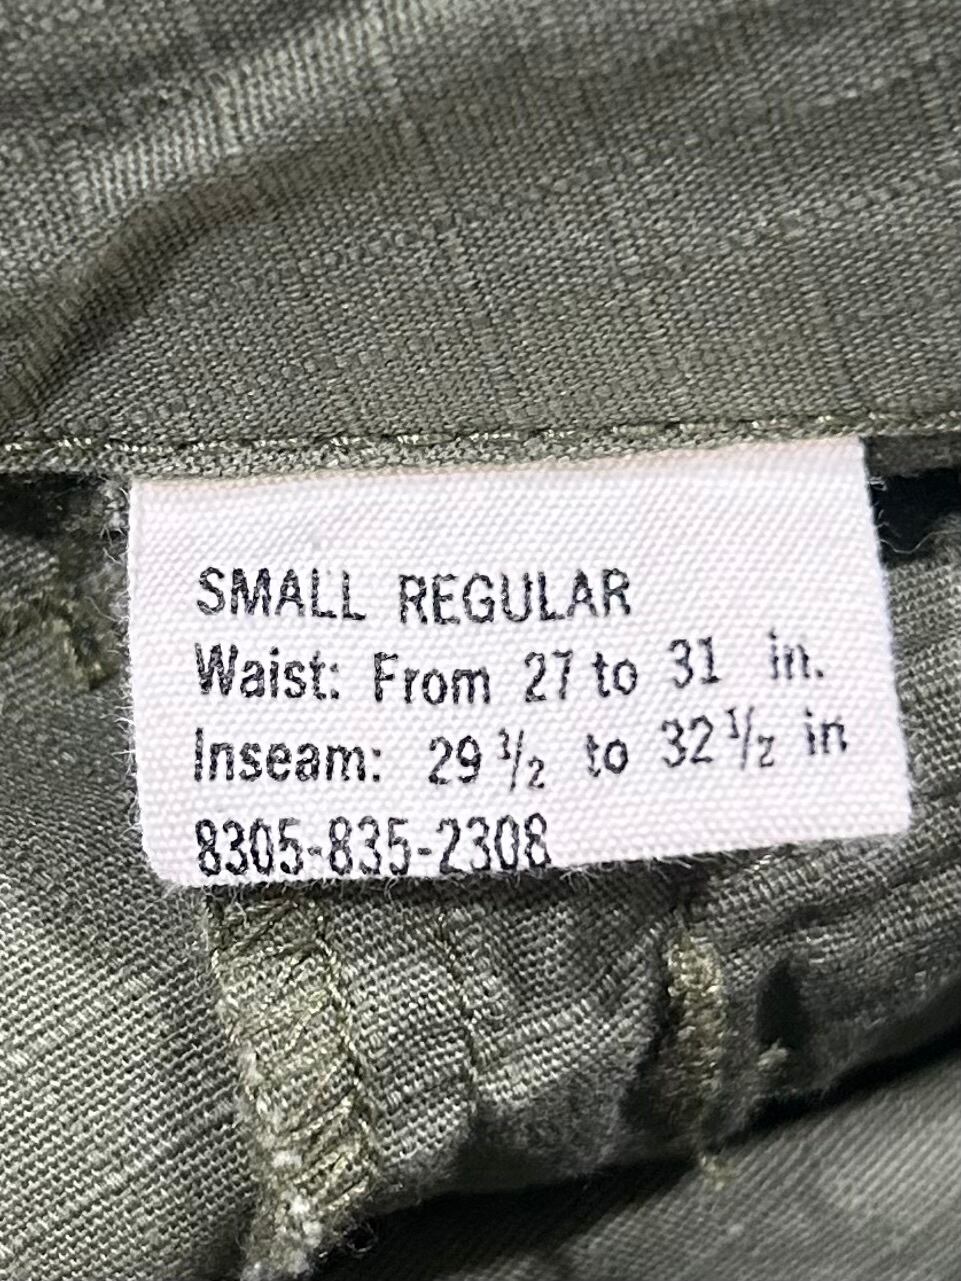 SMALL REGULAR
Waist: From 27 to 31 in.
Inseam: 29 1/2 to 32 1/2 in
8305-835-2308